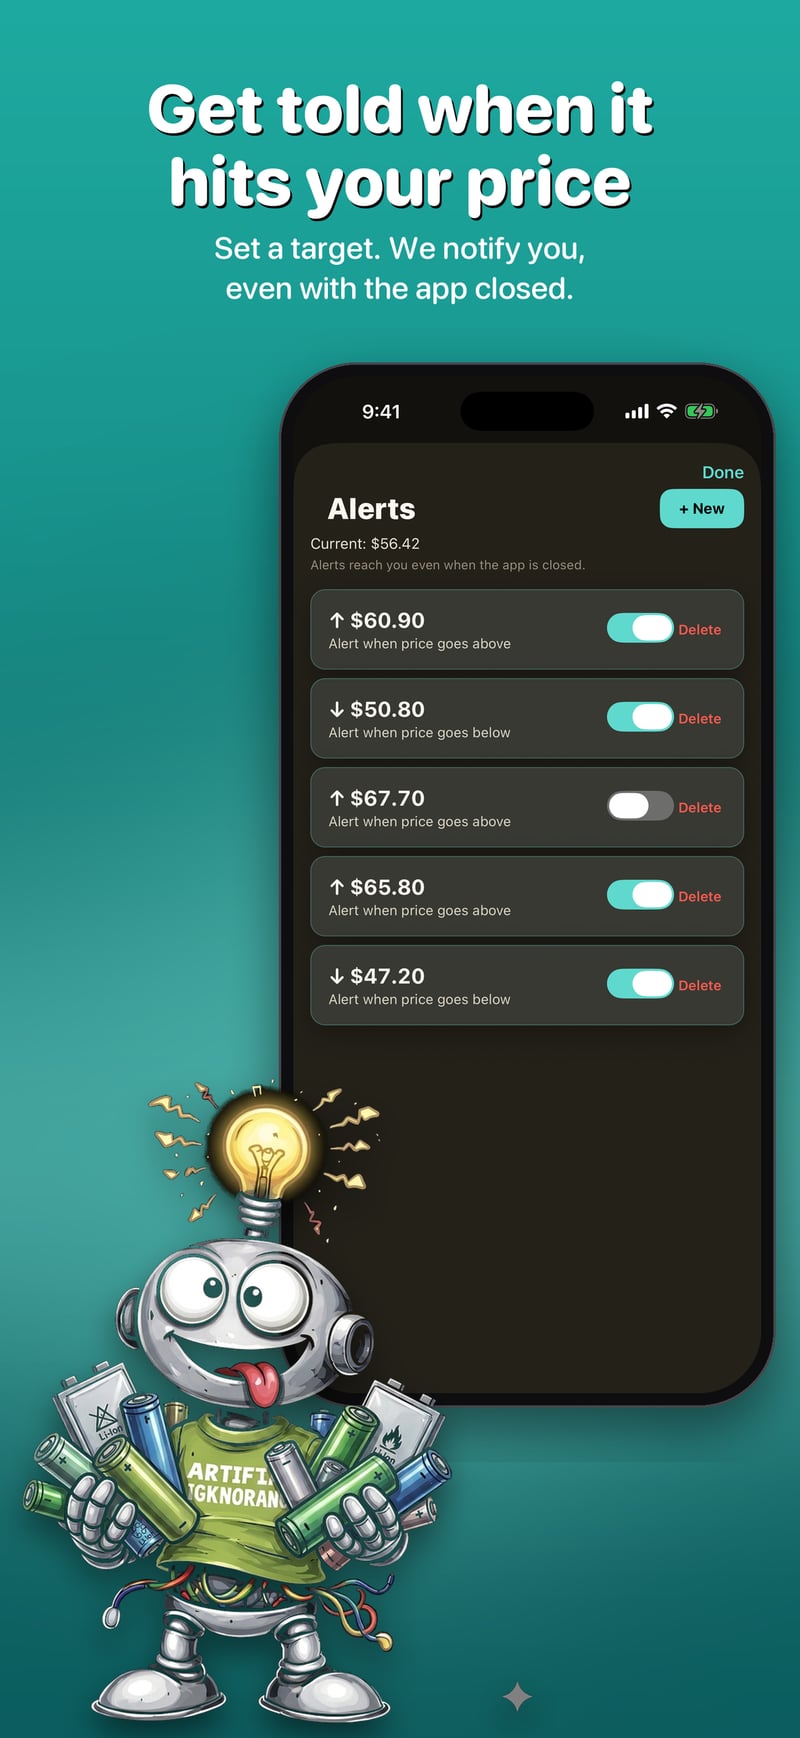 Get told when it
hits your price
Set a target. We notify you,
even with the app closed.
9:41
Done
Alerts
+ New
Current: $56.42
Alerts reach you even when the app is closed.
↑ $60.90
Alert when price goes above
Delete
↓ $50.80
Alert when price goes below
Delete
↑ $67.70
Alert when price goes above
Delete
↑ $65.80
Alert when price goes above
Delete
↓ $47.20
Alert when price goes below
Delete
Li-Ion